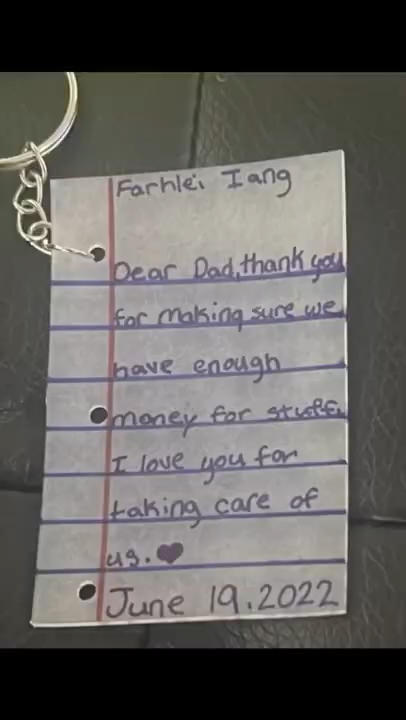 Farhlei Iang
Dear Dad, thank you
for making sure we
have enough
money for stuff.
I love you for
taking care of
us.♥
June 19.2022